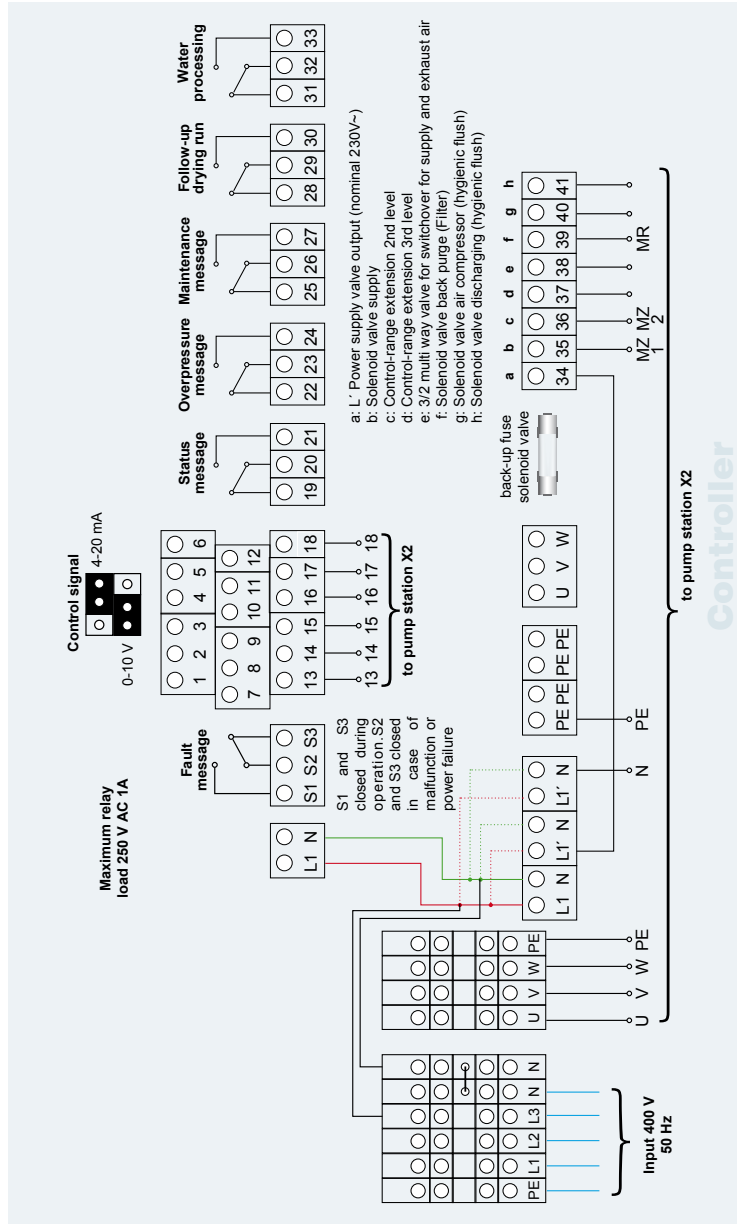 Maximum relay
load 250 V AC 1A
Control signal
4-20 mA
0-10 V
Fault
message
Status
message
Overpressure
message
Maintenance
message
Follow-up
drying run
Water
processing
1 2 3 4 5 6
7 8 9 10 11 12
L1 N
S1 S2 S3
13 14 15 16 17 18
19 20 21
22 23 24
25 26 27
28 29 30
31 32 33
S1 and S3
closed during
operation.S2
and S3 closed
in case of
malfunction or
power failure
13 14 15 16 17 18
to pump station X2
a: L´ Power supply valve output (nominal 230V~)
b: Solenoid valve supply
c: Control-range extension 2nd level
d: Control-range extension 3rd level
e: 3/2 multi way valve for switchover for supply and exhaust air
f: Solenoid valve back purge (Filter)
g: Solenoid valve air compressor (hygienic flush)
h: Solenoid valve discharging (hygienic flush)
back-up fuse
solenoid valve
a b c d e f g h
PE L1 L2 L3 N N
U V W PE
L1 N L1´ N L1´ N
PE PE PE PE
U V W
34 35 36 37 38 39 40 41
Input 400 V
50 Hz
U V W PE
N
PE
MZ MZ
1 2
MR
to pump station X2
Controller